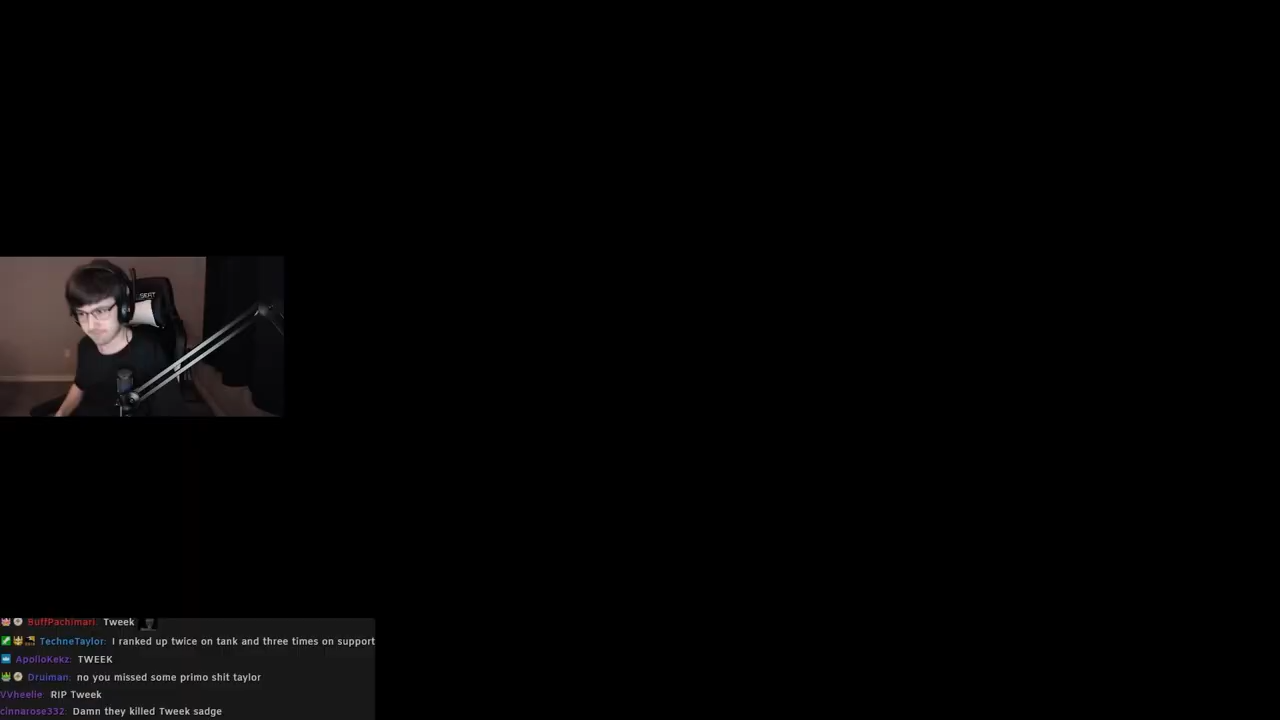 SEAT
BuffPachimari: Tweek
TechneTaylor: I ranked up twice on tank and three times on support
ApolloKekz: TWEEK
Druiman: no you missed some primo shit taylor
VVheelie: RIP Tweek
cinnarose332: Damn they killed Tweek sadge